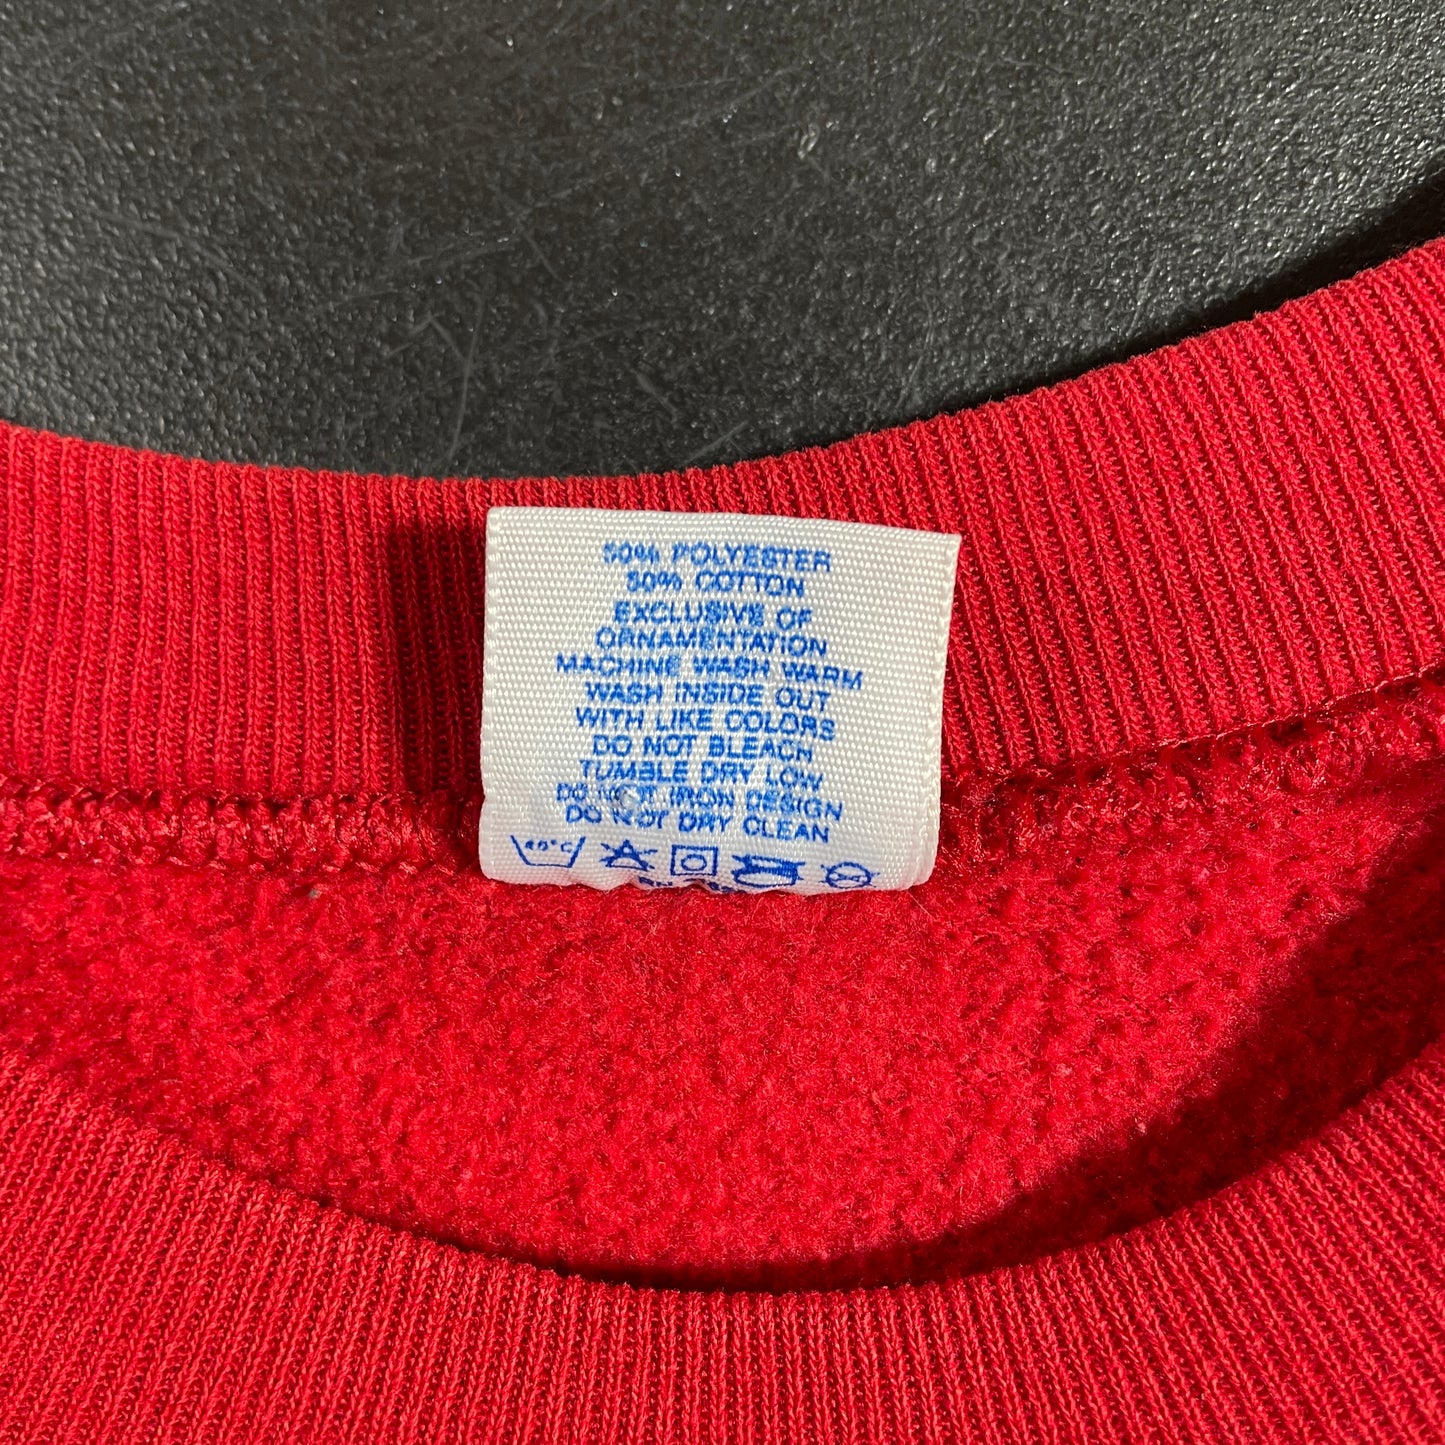 50% POLYESTER
50% COTTON
EXCLUSIVE OF
ORNAMENTATION
MACHINE WASH WARM
WASH INSIDE OUT
WITH LIKE COLORS
DO NOT BLEACH
TUMBLE DRY LOW
DO NOT IRON DESIGN
DO NOT DRY CLEAN
40°C